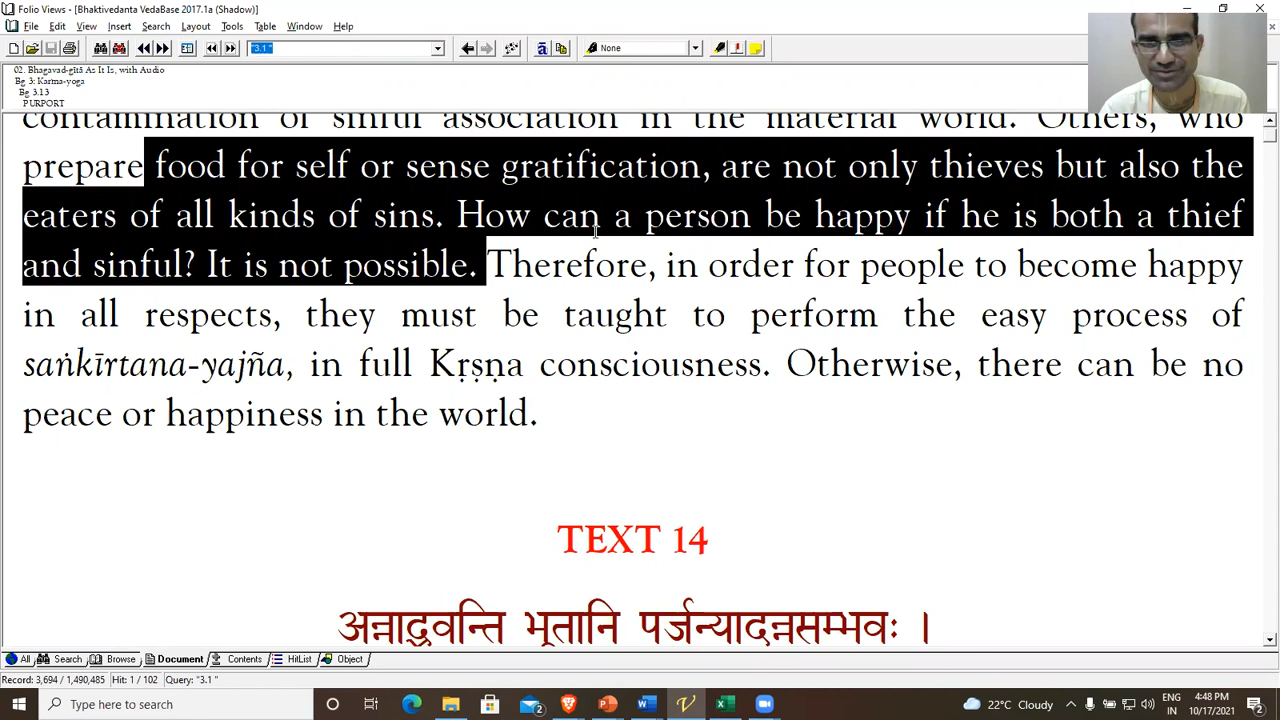 Folio Views - [Bhaktivedanta VedaBase 2017.1a (Shadow)]
File Edit View Insert Search Layout Tools Table Window Help
"3.1 " None
02. Bhagavad-gītā As It Is, with Audio
Bg 3: Karma-yoga
Bg 3.13
PURPORT
contamination of sinful association in the material world. Others, who
prepare food for self or sense gratification, are not only thieves but also the
eaters of all kinds of sins. How can a person be happy if he is both a thief
and sinful? It is not possible. Therefore, in order for people to become happy
in all respects, they must be taught to perform the easy process of
saṅkīrtana-yajña, in full Kṛṣṇa consciousness. Otherwise, there can be no
peace or happiness in the world.
TEXT 14
अन्नाद्भवन्ति भूतानि पर्जन्यादन्नसम्भवः ।
All Search Browse Document Contents HitList Object
Record: 3,694 / 1,490,485 Hit: 1 / 102 Query: "3.1 "
Type here to search 2 22°C Cloudy ENG 4:48 PM
IN 10/17/2021 2